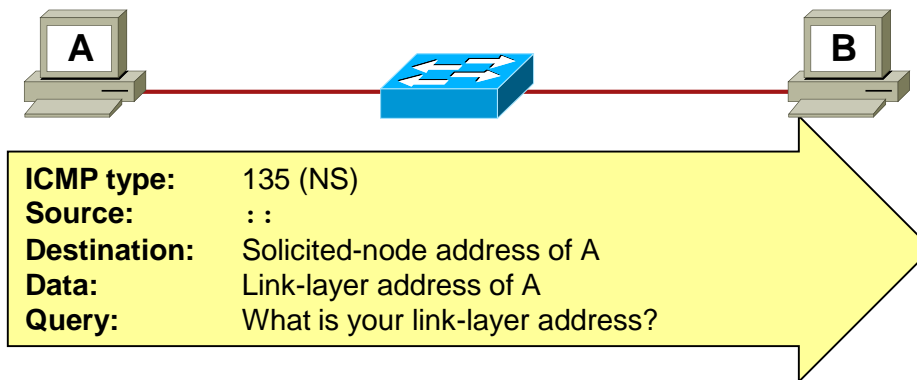 A
B
ICMP type: 135 (NS)
Source: ::
Destination: Solicited-node address of A
Data: Link-layer address of A
Query: What is your link-layer address?